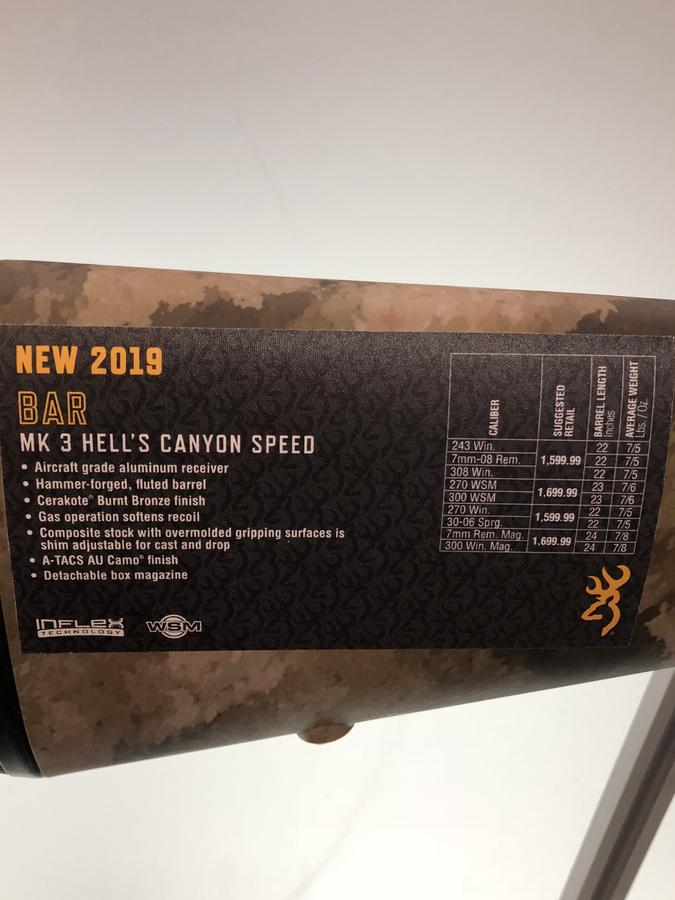 NEW 2019
BAR
MK 3 HELL'S CANYON SPEED
• Aircraft grade aluminum receiver
• Hammer-forged, fluted barrel
• Cerakote® Burnt Bronze finish
• Gas operation softens recoil
• Composite stock with overmolded gripping surfaces is
shim adjustable for cast and drop
• A-TACS AU Camo® finish
• Detachable box magazine
INFLEX
TECHNOLOGY
WSM
CALIBER SUGGESTED RETAIL BARREL LENGTH Inches AVERAGE WEIGHT Lbs. / Oz.
243 Win. 22 7/5
7mm-08 Rem. 1,599.99 22 7/5
308 Win. 22 7/5
270 WSM 1,699.99 23 7/6
300 WSM 23 7/6
270 Win. 1,599.99 22 7/5
30-06 Sprg. 22 7/5
7mm Rem. Mag. 1,699.99 24 7/8
300 Win. Mag. 24 7/8